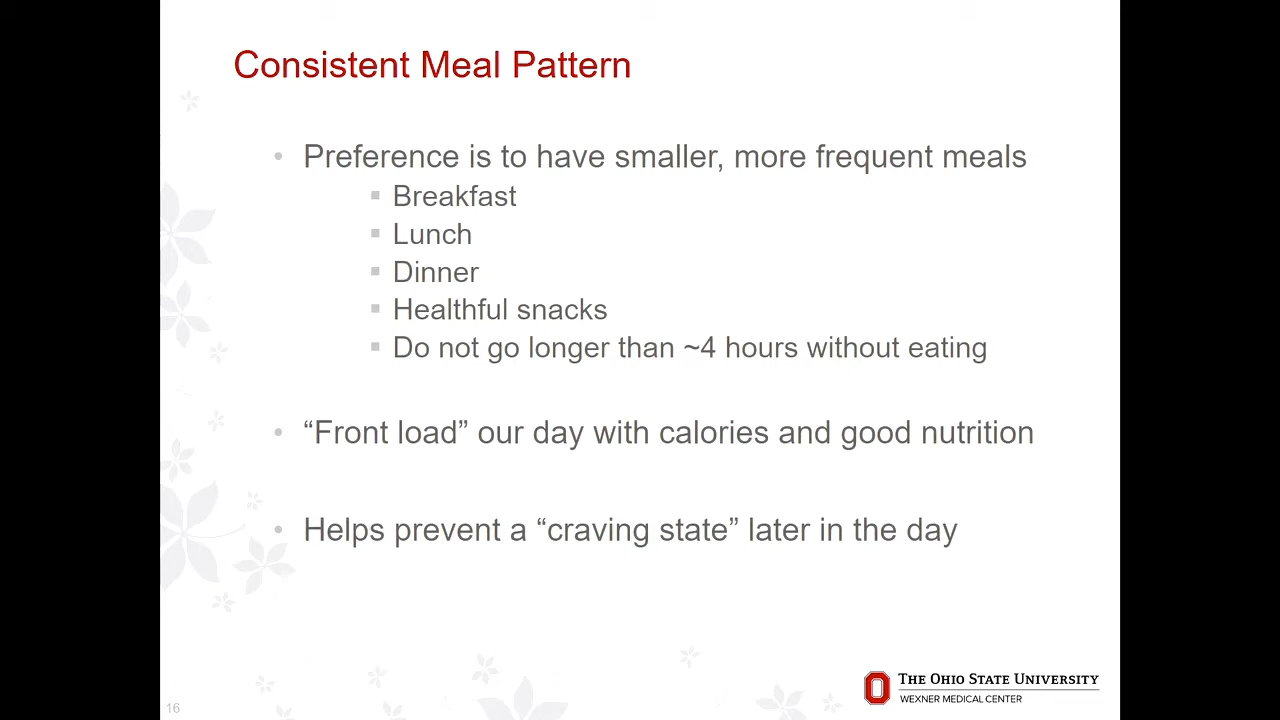 Consistent Meal Pattern
• Preference is to have smaller, more frequent meals
▪ Breakfast
▪ Lunch
▪ Dinner
▪ Healthful snacks
▪ Do not go longer than ~4 hours without eating
• “Front load” our day with calories and good nutrition
• Helps prevent a “craving state” later in the day
THE OHIO STATE UNIVERSITY
WEXNER MEDICAL CENTER
16